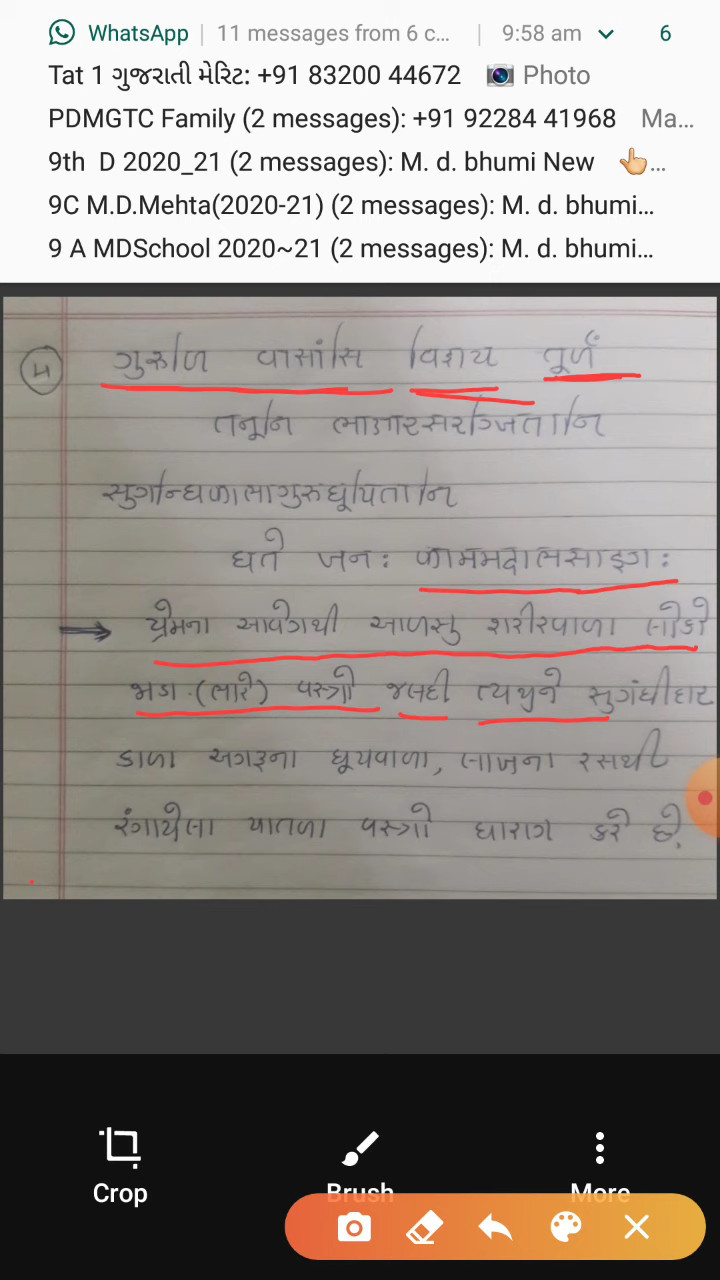 WhatsApp | 11 messages from 6 c... | 9:58 am 6
Tat 1 ગુજરાતી મેરિટ: +91 83200 44672 Photo
PDMGTC Family (2 messages): +91 92284 41968 Ma...
9th D 2020_21 (2 messages): M. d. bhumi New ...
9C M.D.Mehta(2020-21) (2 messages): M. d. bhumi...
9 A MDSchool 2020~21 (2 messages): M. d. bhumi...
गुरूणि वासांसि विहाय तूर्णं
तनूनि लाक्षारसरञ्जितानि
सुगन्धिकालागुरुधूपितानि
धत्ते जनः काममदालसाङ्गः
પ્રેમના આવેગથી આળસુ શરીરવાળા લોકો
જાડા (ભારે) વસ્ત્રો જલદી ત્યજીને સુગંધીદાર
કાળા અગરૂના ધૂપવાળા, લાખના રસથી
રંગાયેલા પાતળા વસ્ત્રો ધારણ કરે છે.
Crop Brush More